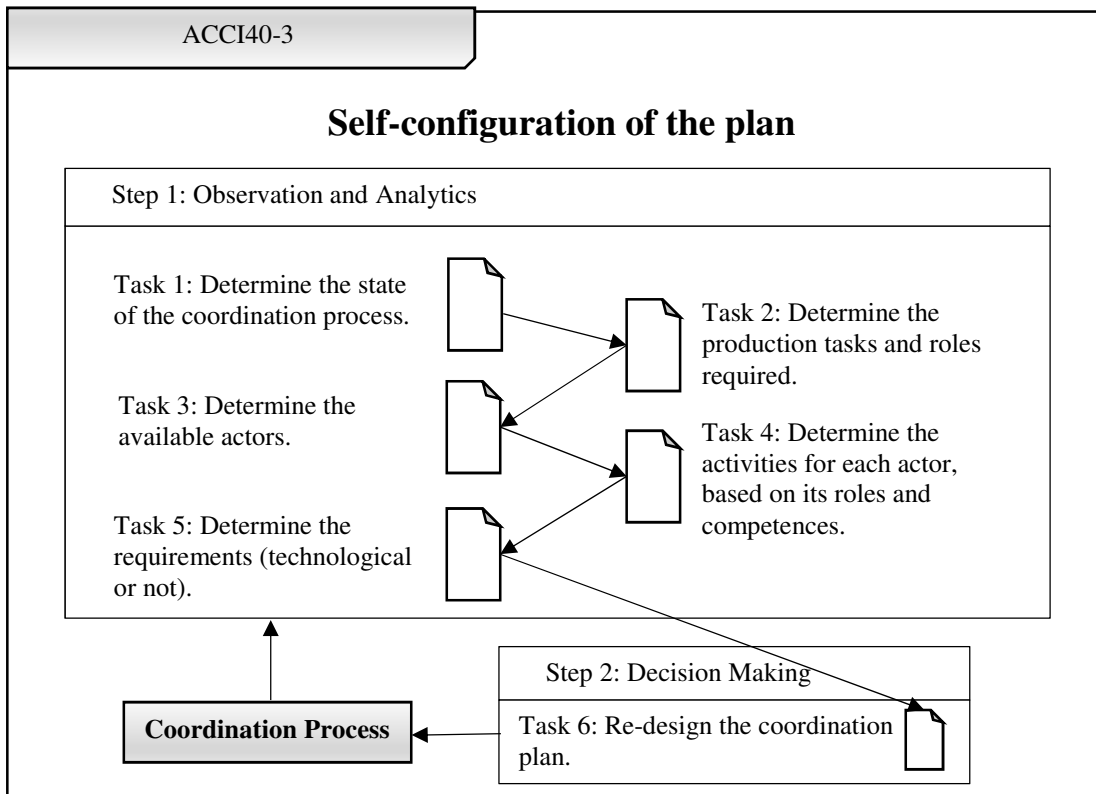 ACCI40-3
Self-configuration of the plan
Step 1: Observation and Analytics
Task 1: Determine the state
of the coordination process.
Task 2: Determine the
production tasks and roles
required.
Task 3: Determine the
available actors.
Task 4: Determine the
activities for each actor,
based on its roles and
competences.
Task 5: Determine the
requirements (technological
or not).
Step 2: Decision Making
Task 6: Re-design the coordination
plan.
Coordination Process